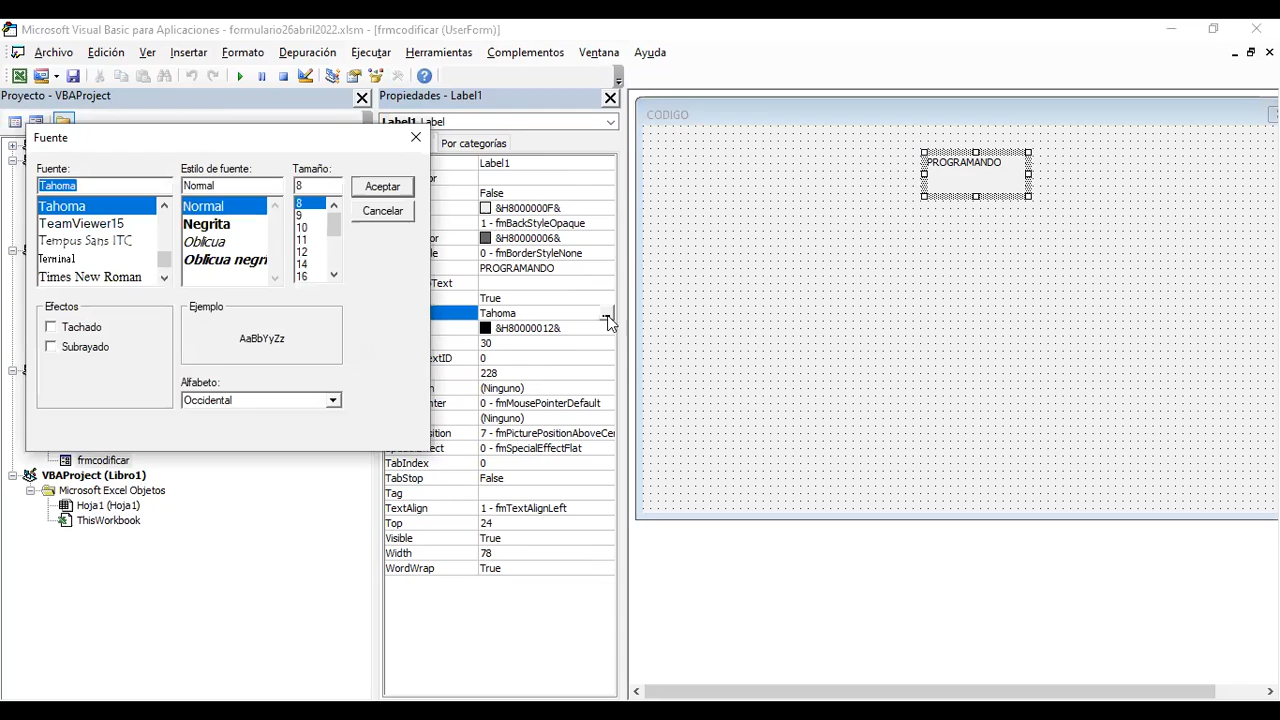 Microsoft Visual Basic para Aplicaciones - formulario26abril2022.xlsm - [frmcodificar (UserForm)]
Archivo Edición Ver Insertar Formato Depuración Ejecutar Herramientas Complementos Ventana Ayuda
Proyecto - VBAProject
Propiedades - Label1
Label1 Label
Por categorías
Fuente
Fuente:
Estilo de fuente:
Tamaño:
Tahoma
Normal
8
Aceptar
Cancelar
Tahoma
TeamViewer15
Tempus Sans ITC
Terminal
Times New Roman
Normal
Negrita
Oblicua
Oblicua negri
8
9
10
11
12
14
16
Efectos
Tachado
Subrayado
Ejemplo
AaBbYyZz
Alfabeto:
Occidental
frmcodificar
VBAProject (Libro1)
Microsoft Excel Objetos
Hoja1 (Hoja1)
ThisWorkbook
Label1
False
&H8000000F&
1 - fmBackStyleOpaque
&H80000006&
0 - fmBorderStyleNone
PROGRAMANDO
True
Tahoma
&H80000012&
30
0
228
(Ninguno)
0 - fmMousePointerDefault
(Ninguno)
7 - fmPicturePositionAboveCer
0 - fmSpecialEffectFlat
TabIndex 0
TabStop False
Tag
TextAlign 1 - fmTextAlignLeft
Top 24
Visible True
Width 78
WordWrap True
CODIGO
PROGRAMANDO